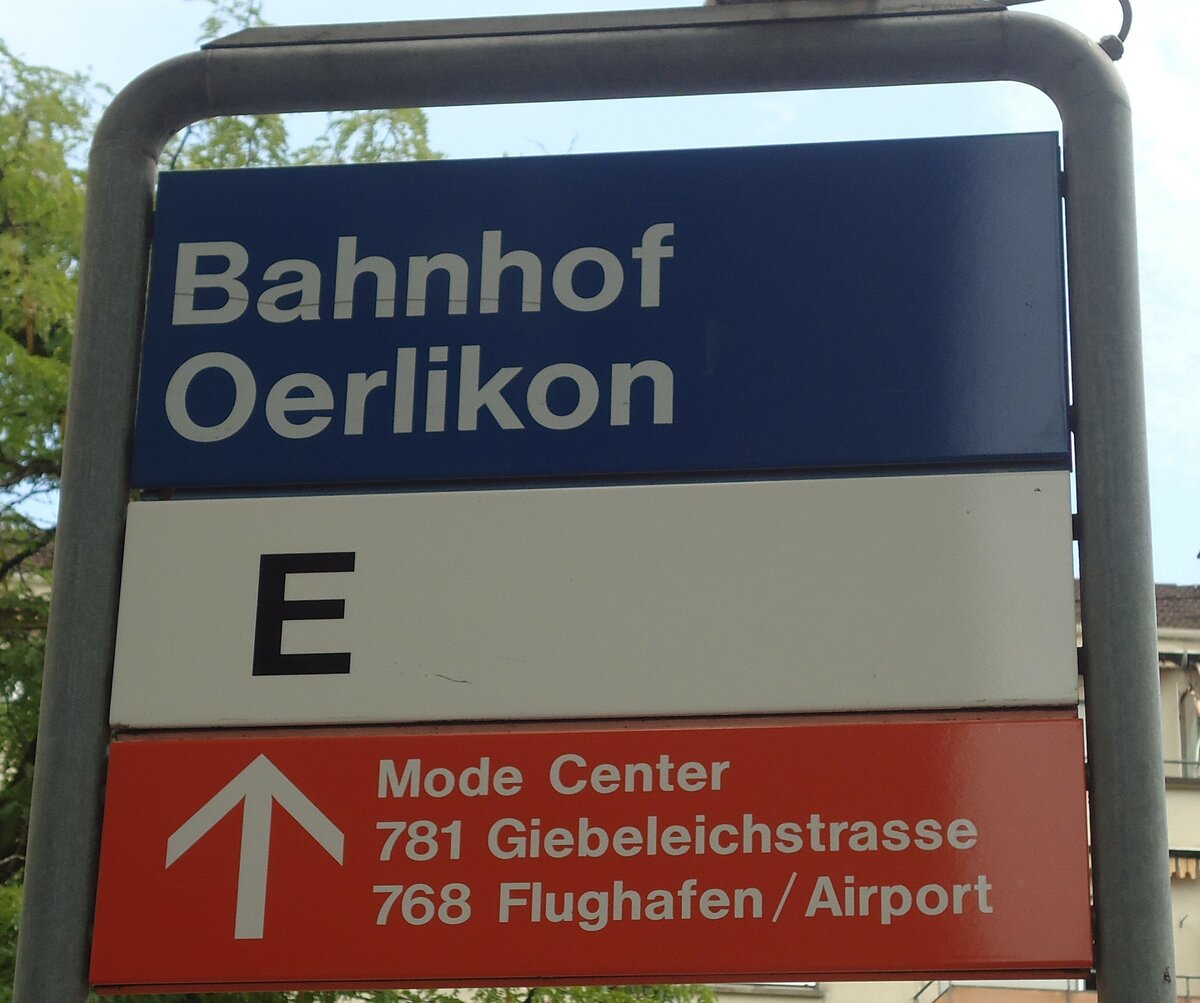 Bahnhof
Oerlikon
E
Mode Center
781 Giebeleichstrasse
768 Flughafen / Airport